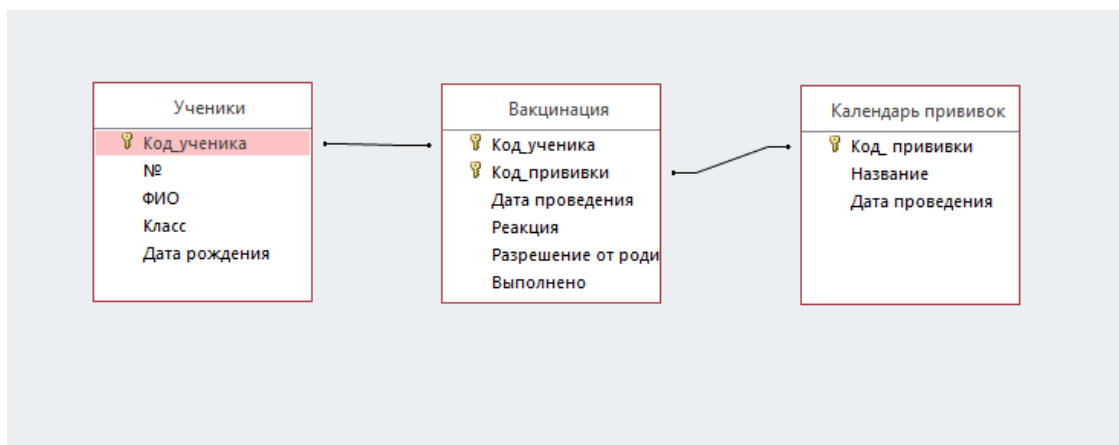 Ученики
Код_ученика
№
ФИО
Класс
Дата рождения
Вакцинация
Код_ученика
Код_прививки
Дата проведения
Реакция
Разрешение от роди
Выполнено
Календарь прививок
Код_ прививки
Название
Дата проведения